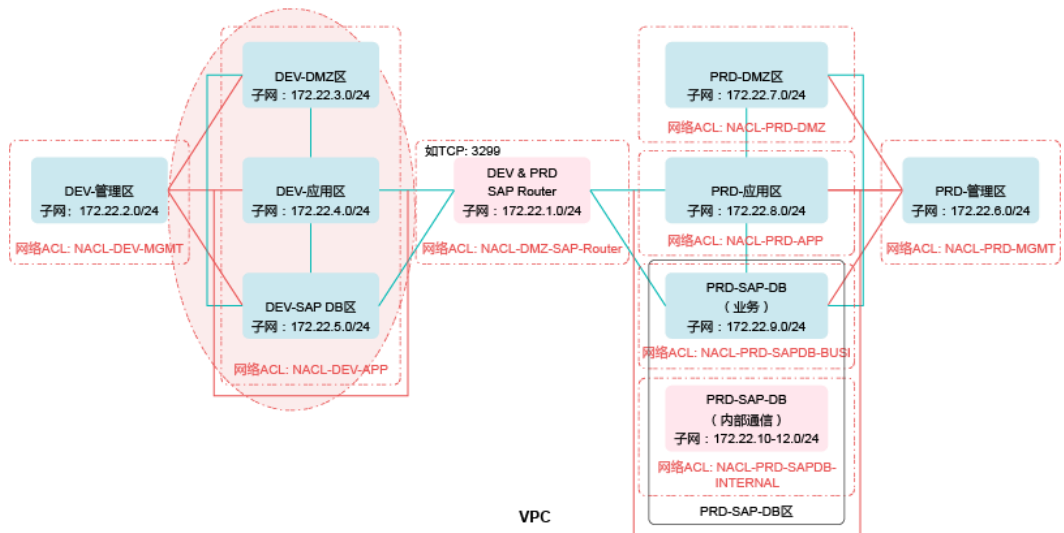 DEV-DMZ区
子网：172.22.3.0/24
DEV-管理区
子网：172.22.2.0/24
网络ACL: NACL-DEV-MGMT
DEV-应用区
子网：172.22.4.0/24
DEV-SAP DB区
子网：172.22.5.0/24
网络ACL: NACL-DEV-APP
如TCP: 3299
DEV & PRD
SAP Router
子网：172.22.1.0/24
网络ACL: NACL-DMZ-SAP-Router
PRD-DMZ区
子网：172.22.7.0/24
网络ACL: NACL-PRD-DMZ
PRD-应用区
子网：172.22.8.0/24
网络ACL: NACL-PRD-APP
PRD-管理区
子网：172.22.6.0/24
网络ACL: NACL-PRD-MGMT
PRD-SAP-DB
（业务）
子网：172.22.9.0/24
网络ACL: NACL-PRD-SAPDB-BUSI
PRD-SAP-DB
（内部通信）
子网：172.22.10-12.0/24
网络ACL: NACL-PRD-SAPDB-
INTERNAL
PRD-SAP-DB区
VPC